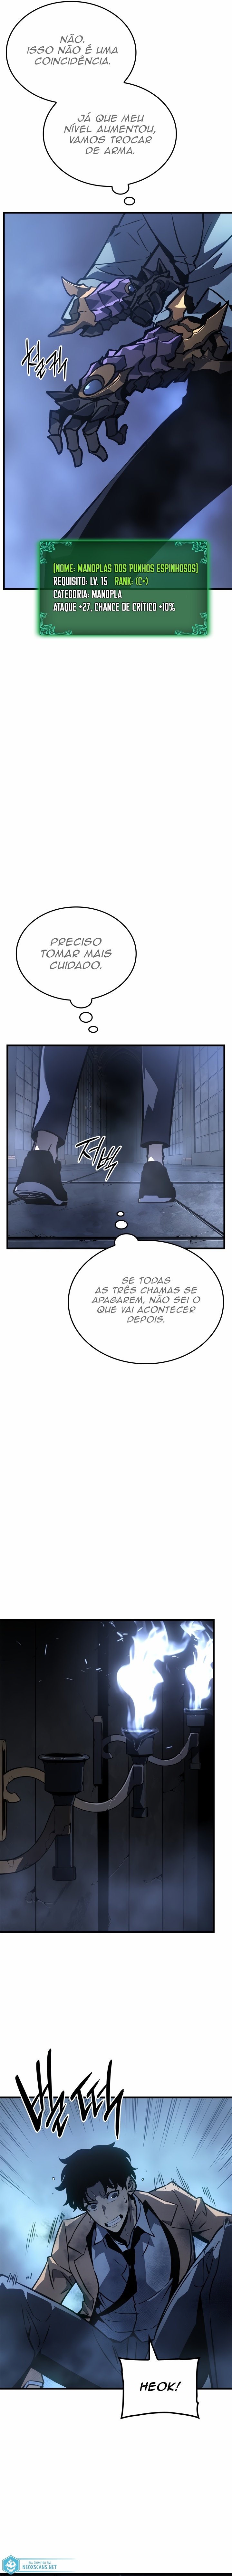 NÃO.
ISSO NÃO É UMA
COINCIDÊNCIA.
JÁ QUE MEU
NÍVEL AUMENTOU,
VAMOS TROCAR
DE ARMA.
[NOME: MANOPLAS DOS PUNHOS ESPINHOSOS]
REQUISITO: LV. 15 RANK: (C+)
CATEGORIA: MANOPLA
ATAQUE +27, CHANCE DE CRÍTICO +10%
PRECISO
TOMAR MAIS
CUIDADO.
SE TODAS
AS TRÊS CHAMAS SE
APAGAREM, NÃO SEI O
QUE VAI ACONTECER
DEPOIS.
HEOK!
NEOXSCANS.NET